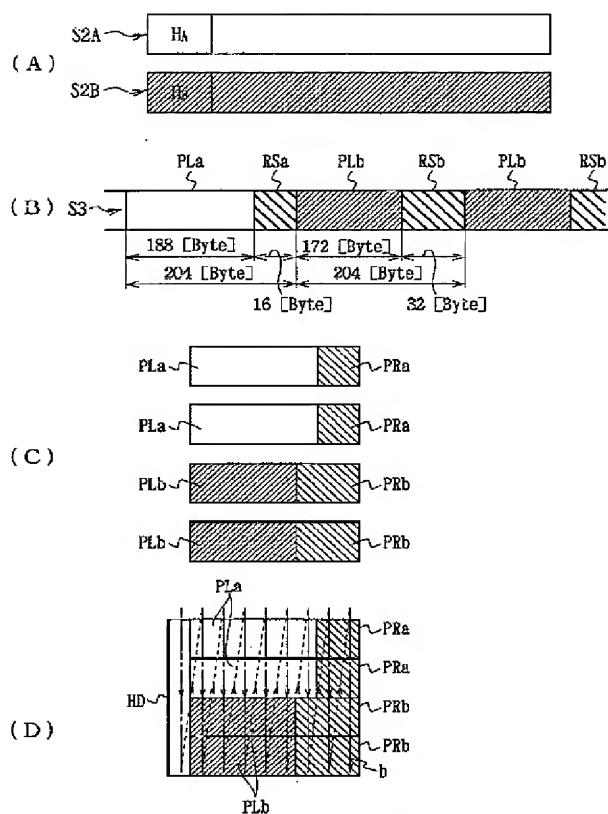 (A)
S2A
HA
S2B
(B)
PLa RSa PLb RSb PLb RSb
S3
188 [Byte] 172 [Byte]
204 [Byte] 204 [Byte]
16 [Byte] 32 [Byte]
(C)
PLa PRa
PLa PRa
PLb PRb
PLb PRb
(D)
PLa
PRa
PRa
HD
PRb
PRb
b
PLb